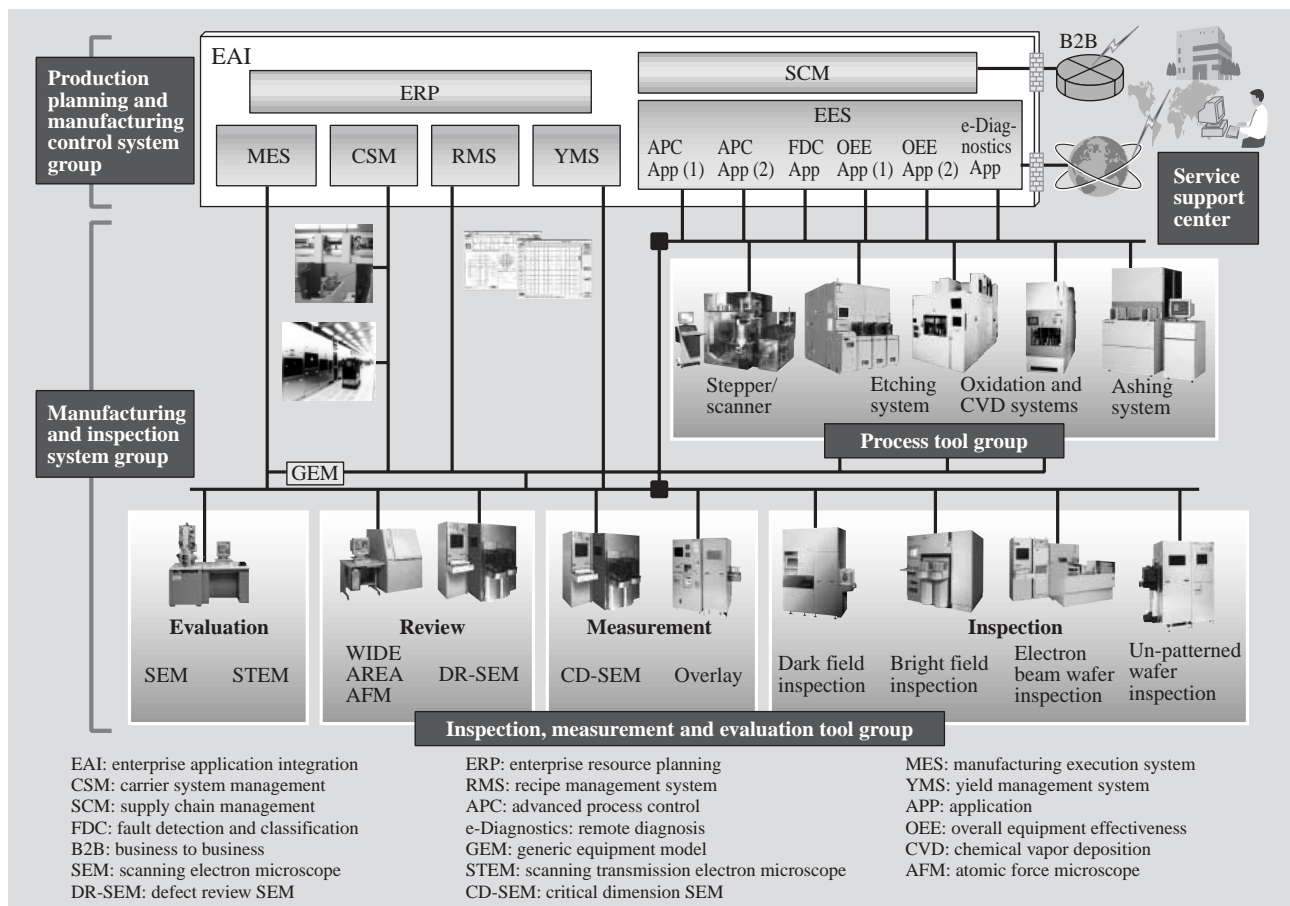 Production
planning and
manufacturing
control system
group
EAI
ERP
MES
CSM
RMS
YMS
SCM
EES
APC
App (1)
APC
App (2)
FDC
App
OEE
App (1)
OEE
App (2)
e-Diag-
nostics
App
B2B
Service
support
center
Manufacturing
and inspection
system group
Stepper/
scanner
Etching
system
Oxidation and
CVD systems
Ashing
system
Process tool group
GEM
Evaluation
SEM
STEM
Review
WIDE
AREA
AFM
DR-SEM
Measurement
CD-SEM
Overlay
Inspection
Dark field
inspection
Bright field
inspection
Electron
beam wafer
inspection
Un-patterned
wafer
inspection
Inspection, measurement and evaluation tool group
EAI: enterprise application integration
CSM: carrier system management
SCM: supply chain management
FDC: fault detection and classification
B2B: business to business
SEM: scanning electron microscope
DR-SEM: defect review SEM
ERP: enterprise resource planning
RMS: recipe management system
APC: advanced process control
e-Diagnostics: remote diagnosis
GEM: generic equipment model
STEM: scanning transmission electron microscope
CD-SEM: critical dimension SEM
MES: manufacturing execution system
YMS: yield management system
APP: application
OEE: overall equipment effectiveness
CVD: chemical vapor deposition
AFM: atomic force microscope